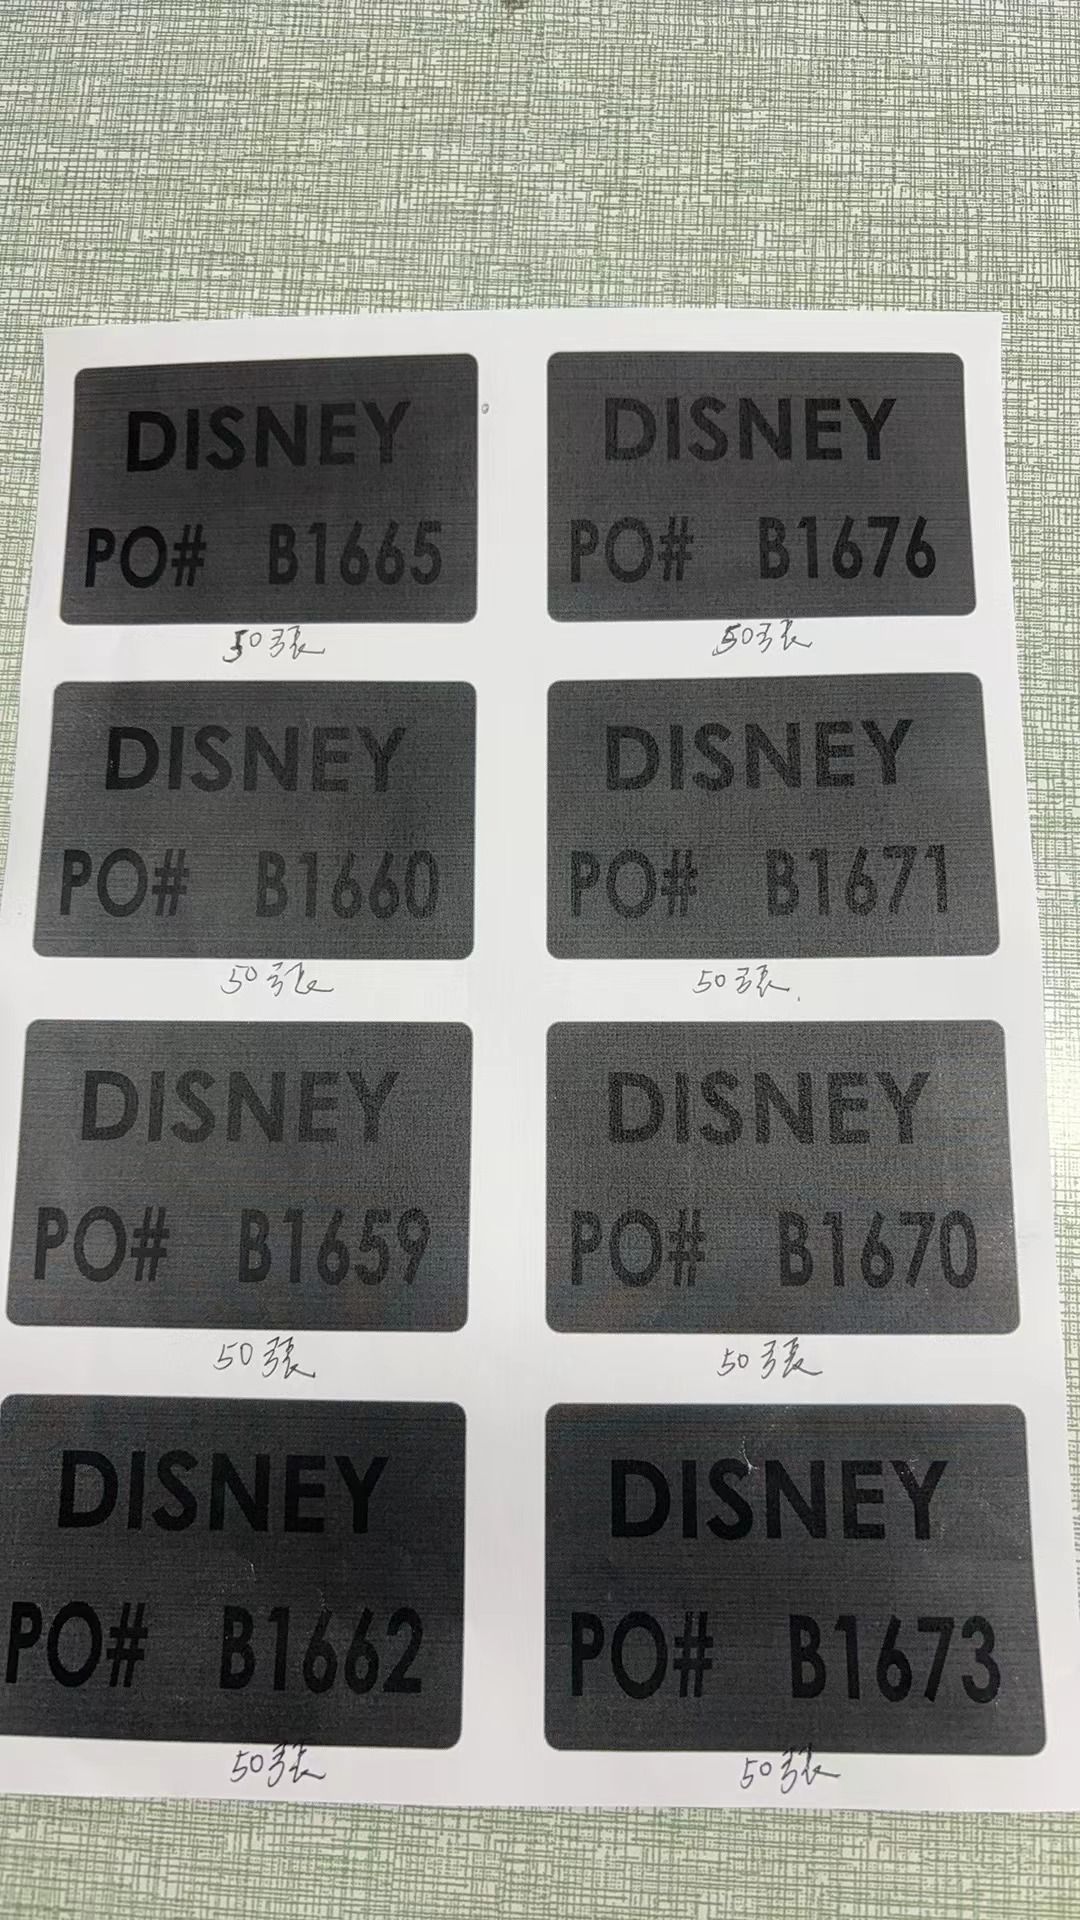 DISNEY
PO# B1665
50張
DISNEY
PO# B1676
50張
DISNEY
PO# B1660
50張
DISNEY
PO# B1671
50張
DISNEY
PO# B1659
50張
DISNEY
PO# B1670
50張
DISNEY
PO# B1662
50張
DISNEY
PO# B1673
50張